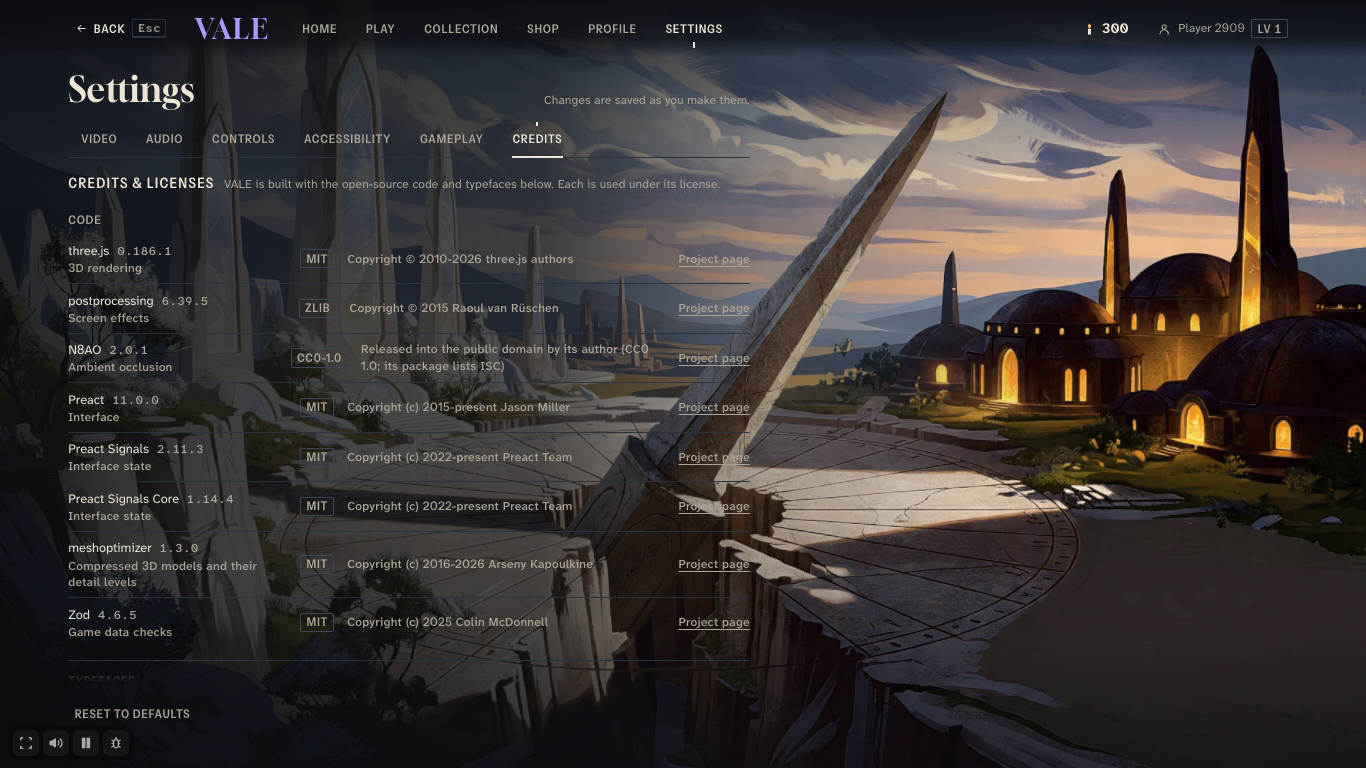 ← BACK Esc VALE HOME PLAY COLLECTION SHOP PROFILE SETTINGS 300 Player 2909 LV 1
Settings
Changes are saved as you make them.
VIDEO AUDIO CONTROLS ACCESSIBILITY GAMEPLAY CREDITS
CREDITS & LICENSES VALE is built with the open-source code and typefaces below. Each is used under its license.
CODE
three.js 0.186.1
3D rendering
MIT Copyright © 2010-2026 three.js authors Project page
postprocessing 6.39.5
Screen effects
ZLIB Copyright © 2015 Raoul van Rüschen Project page
N8AO 2.0.1
Ambient occlusion
CC0-1.0 Released into the public domain by its author (CC0
1.0; its package lists ISC)
Project page
Preact 11.0.0
Interface
MIT Copyright (c) 2015-present Jason Miller Project page
Preact Signals 2.11.3
Interface state
MIT Copyright (c) 2022-present Preact Team Project page
Preact Signals Core 1.14.4
Interface state
MIT Copyright (c) 2022-present Preact Team Project page
meshoptimizer 1.3.0
Compressed 3D models and their
detail levels
MIT Copyright (c) 2016-2026 Arseny Kapoulkine Project page
Zod 4.6.5
Game data checks
MIT Copyright (c) 2025 Colin McDonnell Project page
TYPEFACES
RESET TO DEFAULTS